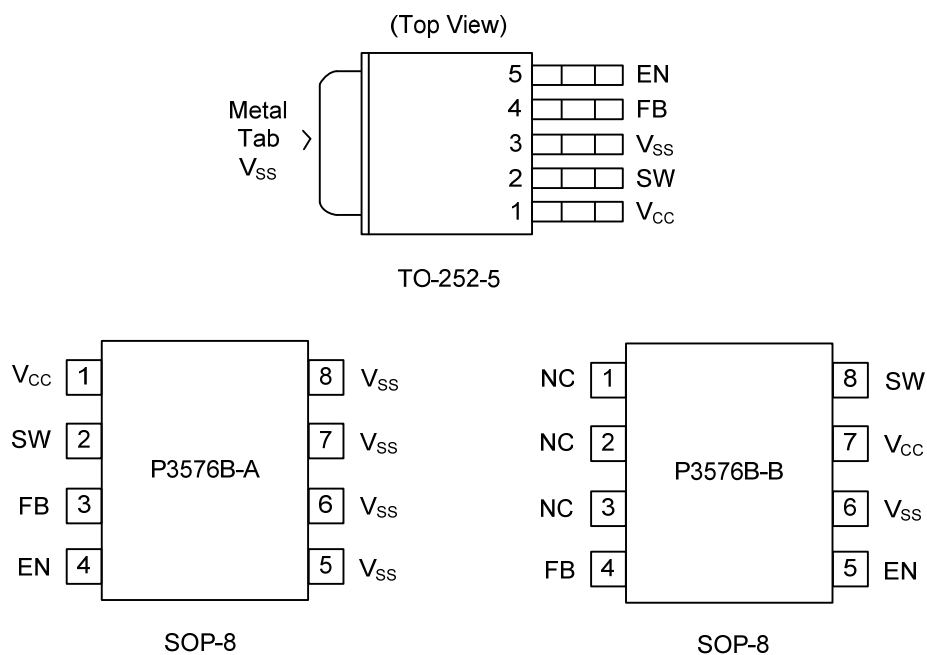 (Top View)
5 EN
4 FB
Metal
Tab
VSS
3 VSS
2 SW
1 VCC
TO-252-5
VCC 1
SW 2
FB 3
EN 4
P3576B-A
8 VSS
7 VSS
6 VSS
5 VSS
SOP-8
NC 1
NC 2
NC 3
FB 4
P3576B-B
8 SW
7 VCC
6 VSS
5 EN
SOP-8